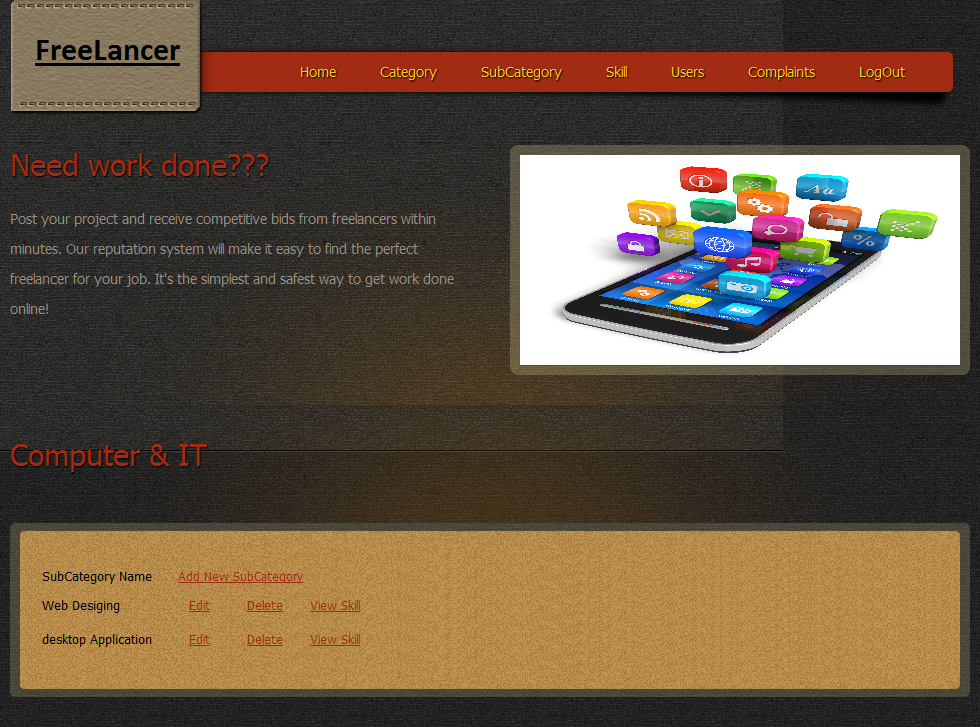 FreeLancer
Home Category SubCategory Skill Users Complaints LogOut
Need work done???
Post your project and receive competitive bids from freelancers within
minutes. Our reputation system will make it easy to find the perfect
freelancer for your job. It's the simplest and safest way to get work done
online!
Aa
%
Computer & IT
SubCategory Name Add New SubCategory
Web Desiging Edit Delete View Skill
desktop Application Edit Delete View Skill